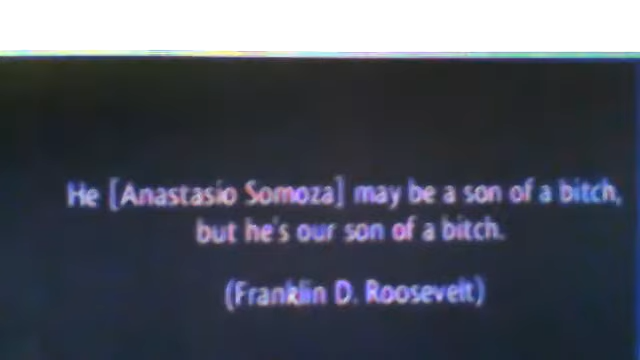 He [Anastasio Somoza] may be a son of a bitch,
but he's our son of a bitch.
(Franklin D. Roosevelt)